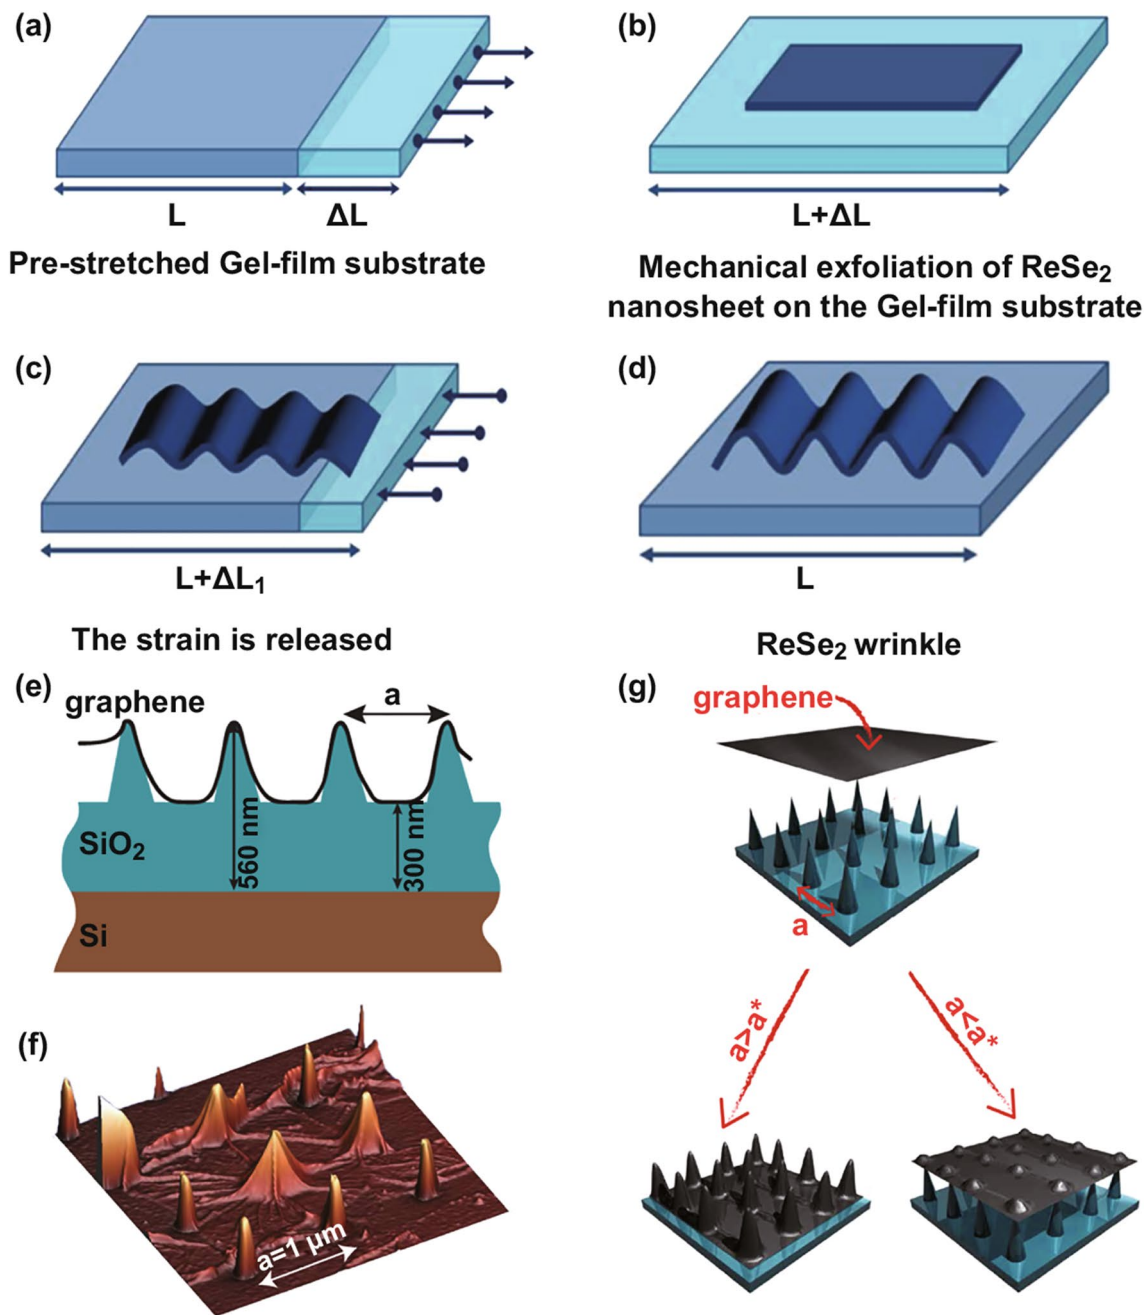 (a)
L
ΔL
Pre-stretched Gel-film substrate
(b)
L+ΔL
Mechanical exfoliation of ReSe₂
nanosheet on the Gel-film substrate
(c)
L+ΔL₁
The strain is released
(d)
L
ReSe₂ wrinkle
(e)
graphene
a
560 nm
300 nm
SiO₂
Si
(f)
a=1 μm
(g)
graphene
a
a>a*
a<a*